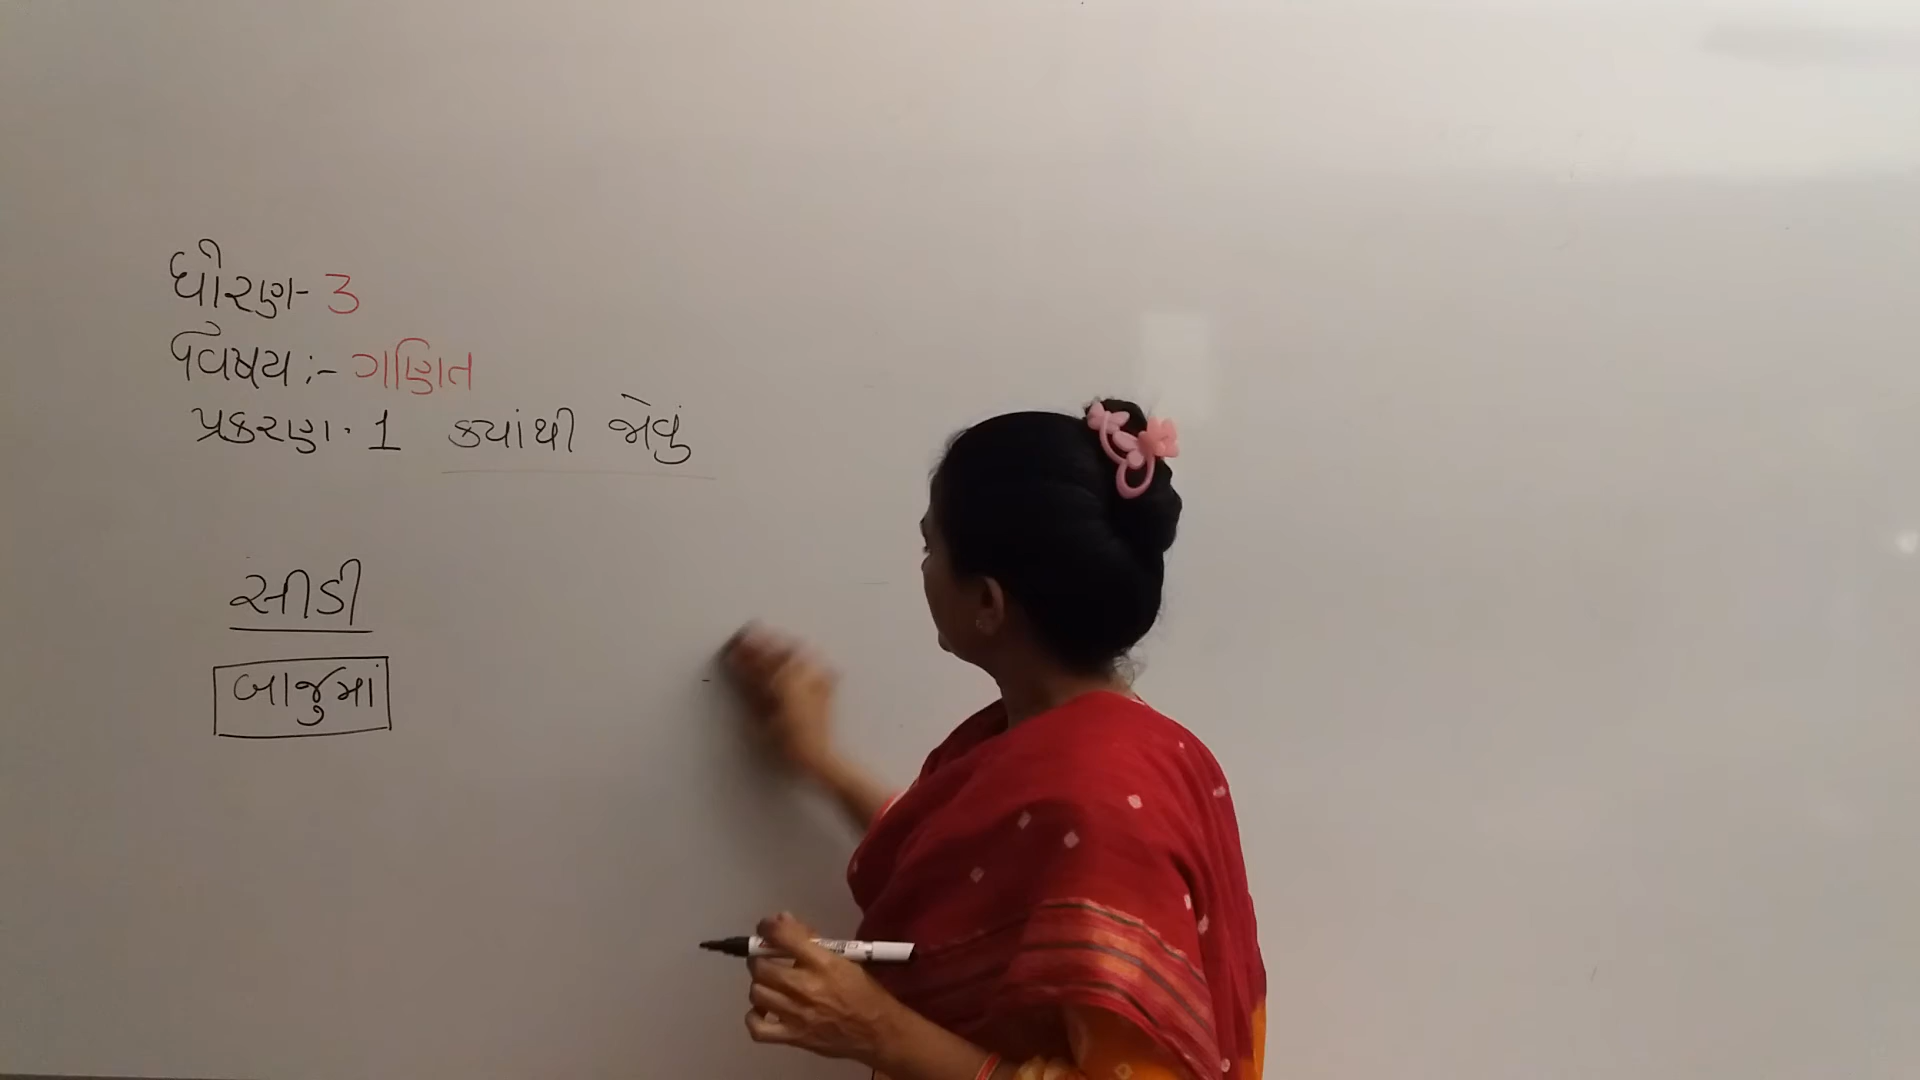 ધોરણ- 3
વિષય :- ગણિત
પ્રકરણ. 1 ક્યાંથી જોવું
સીડી
બાજુમાં